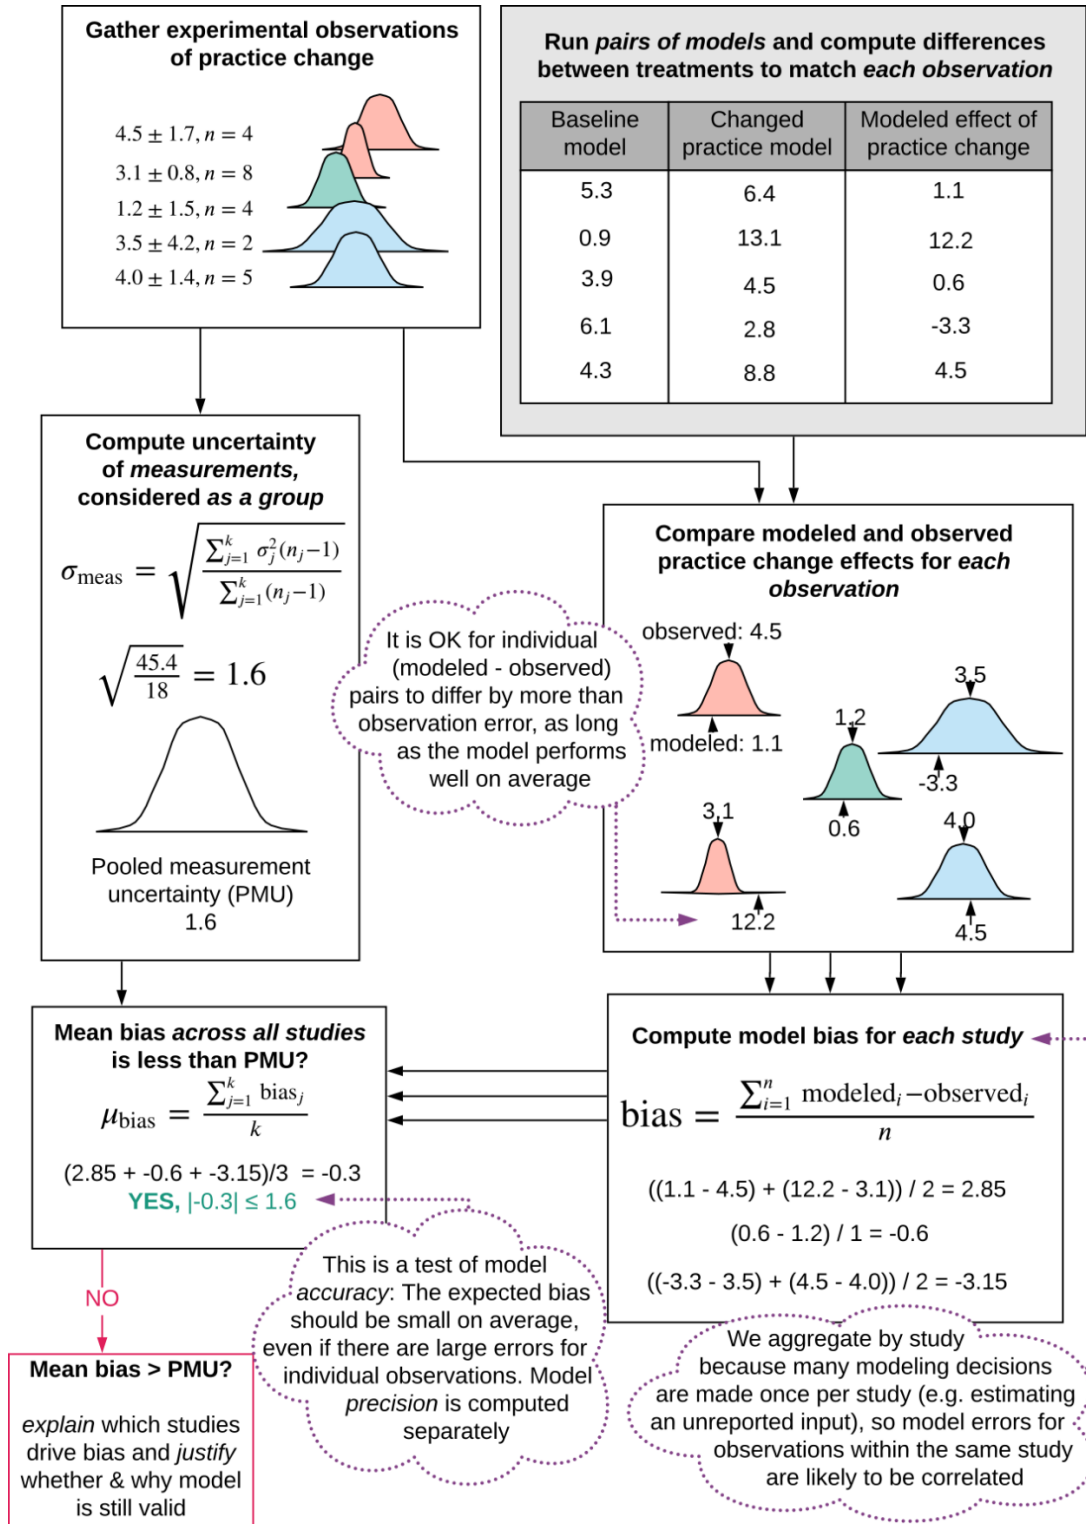 Gather experimental observations
of practice change
4.5 ± 1.7, n = 4
3.1 ± 0.8, n = 8
1.2 ± 1.5, n = 4
3.5 ± 4.2, n = 2
4.0 ± 1.4, n = 5
Run pairs of models and compute differences
between treatments to match each observation
Baseline model | Changed practice model | Modeled effect of practice change
5.3 | 6.4 | 1.1
0.9 | 13.1 | 12.2
3.9 | 4.5 | 0.6
6.1 | 2.8 | -3.3
4.3 | 8.8 | 4.5
Compute uncertainty
of measurements,
considered as a group
σ_meas = √(∑_{j=1}^{k} σ_j^2(n_j−1) / ∑_{j=1}^{k}(n_j−1))
√(45.4/18) = 1.6
Pooled measurement
uncertainty (PMU)
1.6
It is OK for individual
(modeled - observed)
pairs to differ by more than
observation error, as long
as the model performs
well on average
Compare modeled and observed
practice change effects for each
observation
observed: 4.5
modeled: 1.1
3.5
-3.3
1.2
0.6
3.1
12.2
4.0
4.5
Mean bias across all studies
is less than PMU?
μ_bias = ∑_{j=1}^{k} bias_j / k
(2.85 + -0.6 + -3.15)/3 = -0.3
YES, |-0.3| ≤ 1.6
Compute model bias for each study
bias = ∑_{i=1}^{n} modeled_i−observed_i / n
((1.1 - 4.5) + (12.2 - 3.1)) / 2 = 2.85
(0.6 - 1.2) / 1 = -0.6
((-3.3 - 3.5) + (4.5 - 4.0)) / 2 = -3.15
NO
This is a test of model
accuracy: The expected bias
should be small on average,
even if there are large errors for
individual observations. Model
precision is computed
separately
Mean bias > PMU?
explain which studies
drive bias and justify
whether & why model
is still valid
We aggregate by study
because many modeling decisions
are made once per study (e.g. estimating
an unreported input), so model errors for
observations within the same study
are likely to be correlated